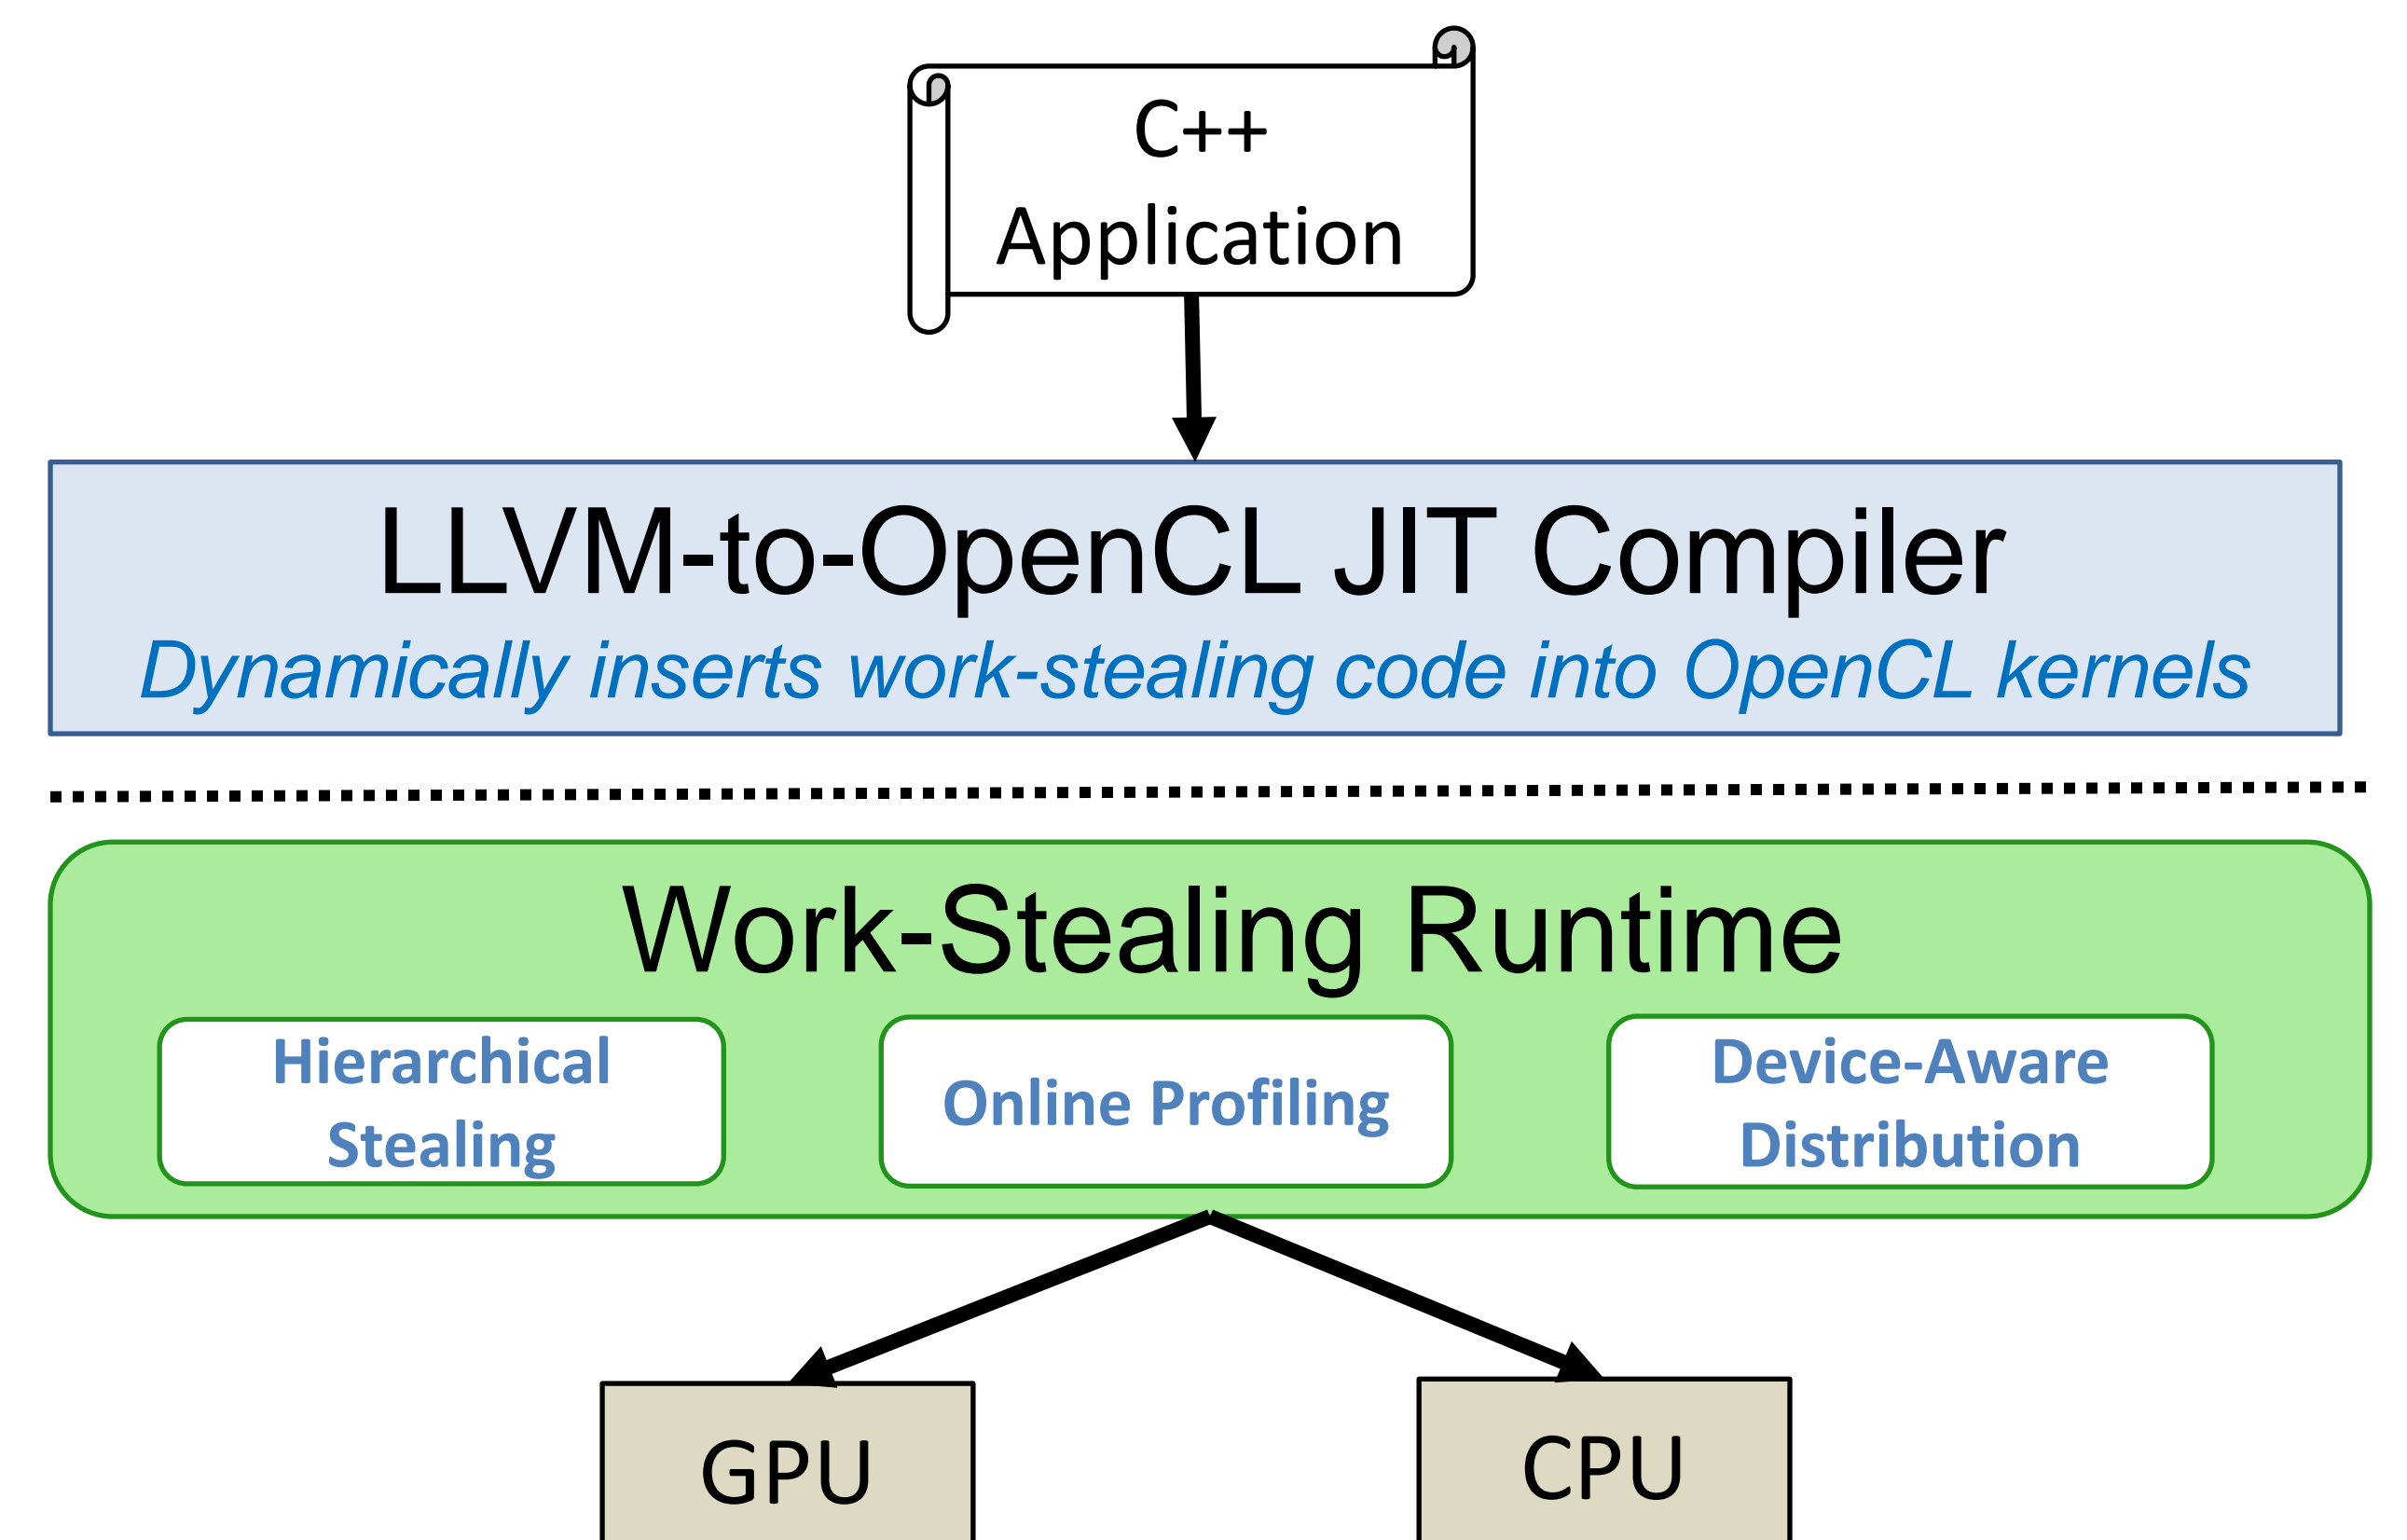 C++
Application
LLVM-to-OpenCL JIT Compiler
Dynamically inserts work-stealing code into OpenCL kernels
Work-Stealing Runtime
Hierarchical
Stealing
Online Profiling
Device-Aware
Distribution
GPU
CPU